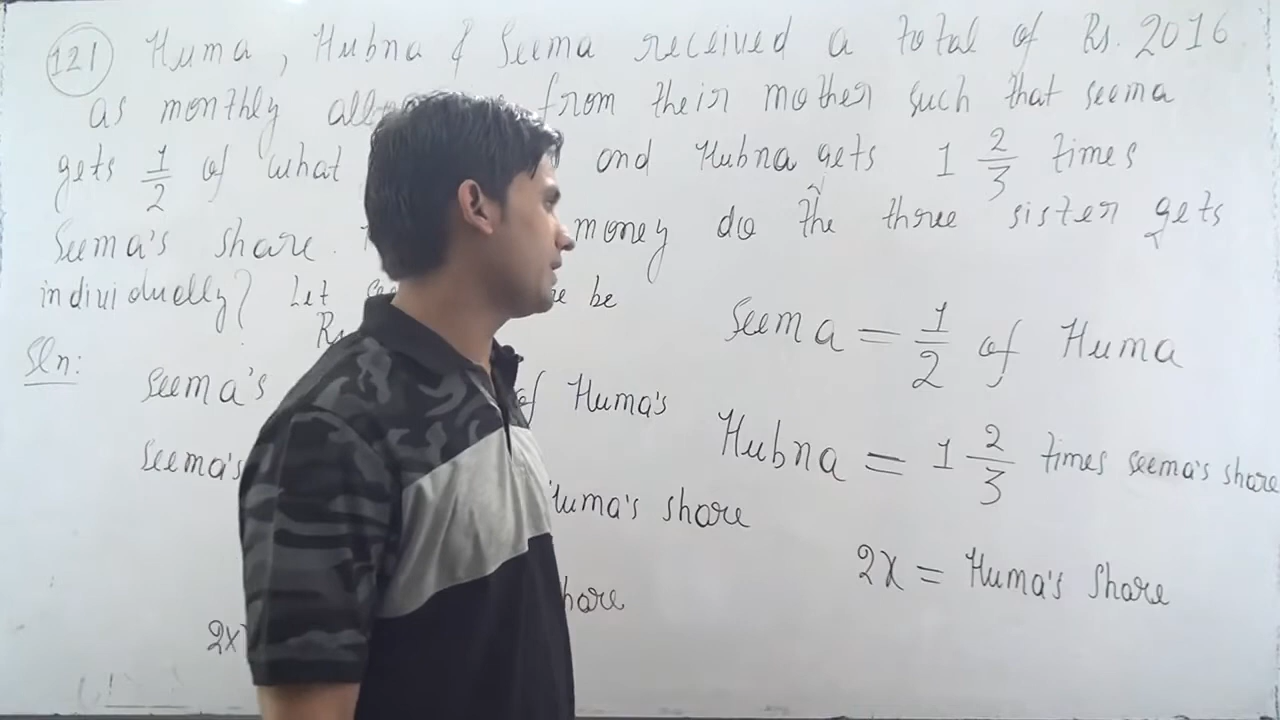 121 Huma, Hubna & Seema received a total of Rs. 2016
as monthly from their mother such that seema
gets 1/2 of what and Hubna gets 1 2/3 times
Seema's share. money do the three sister gets
individually? Let be
Rs
Sln:
Seema's of Huma's
Seema's Huma's share
2x
Seema = 1/2 of Huma
Hubna = 1 2/3 times seema's share
2x = Huma's Share